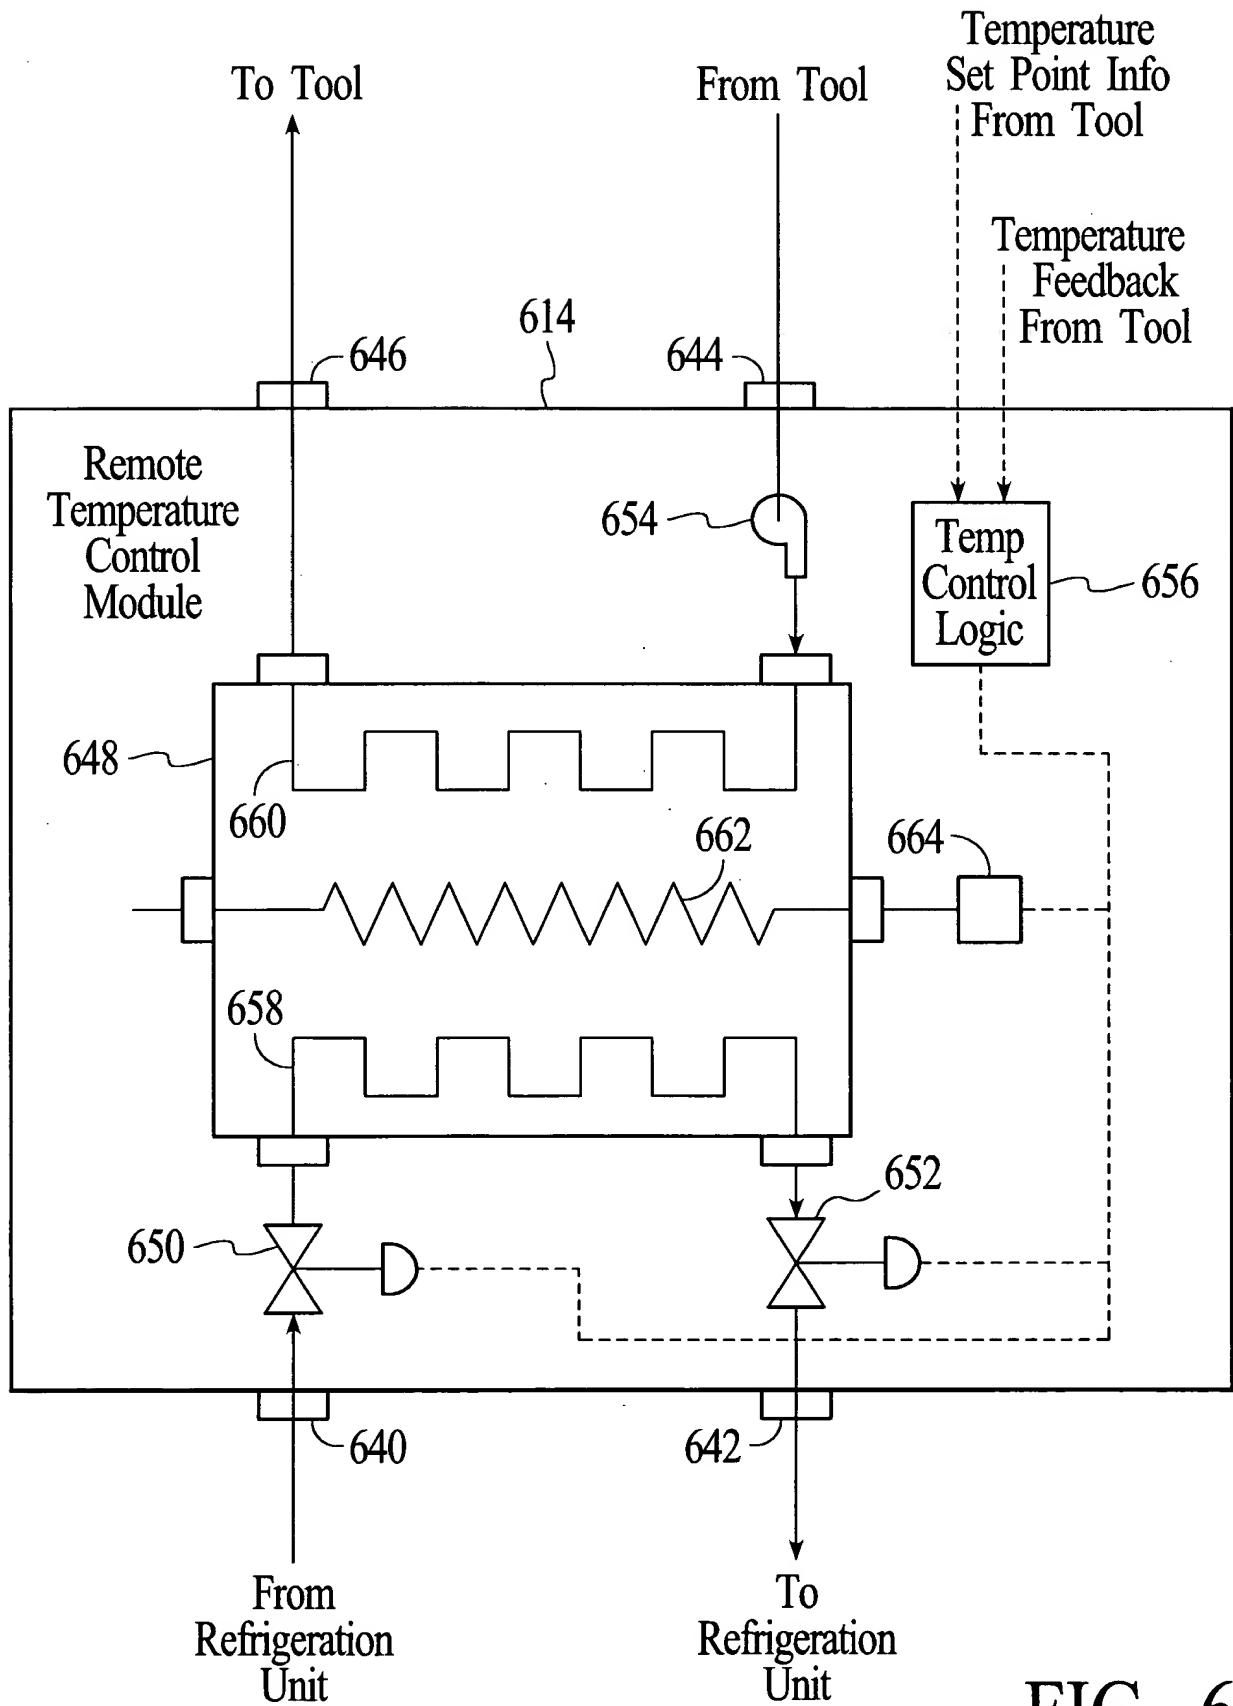 Temperature
Set Point Info
From Tool
To Tool
From Tool
Temperature
Feedback
From Tool
614
646
644
Remote
Temperature
Control
Module
654
Temp
Control
Logic
656
648
660
662
664
658
652
650
640
642
From
Refrigeration
Unit
To
Refrigeration
Unit
FIG. 6